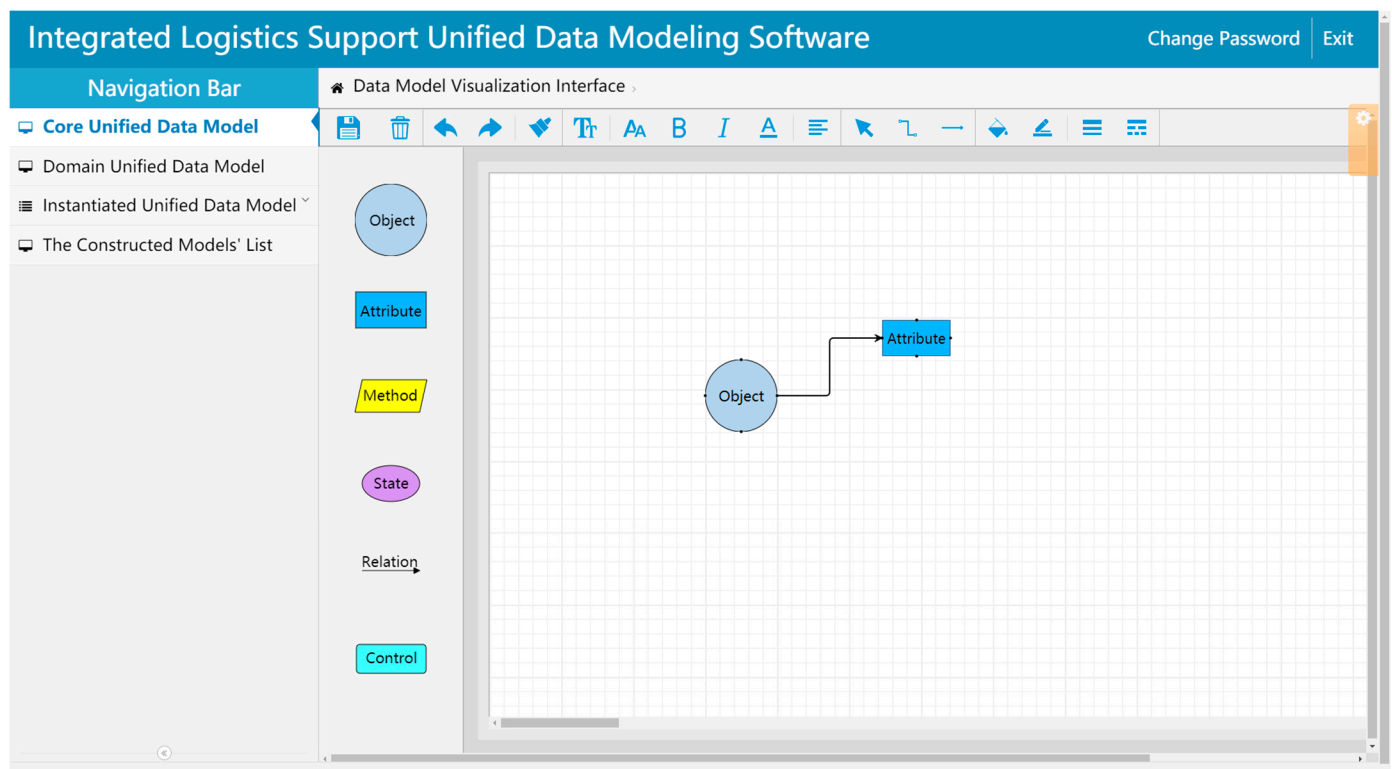 Integrated Logistics Support Unified Data Modeling Software
Change Password
Exit
Navigation Bar
Data Model Visualization Interface
Core Unified Data Model
Domain Unified Data Model
Instantiated Unified Data Model
The Constructed Models' List
Object
Attribute
Method
State
Relation
Control
Attribute
Object